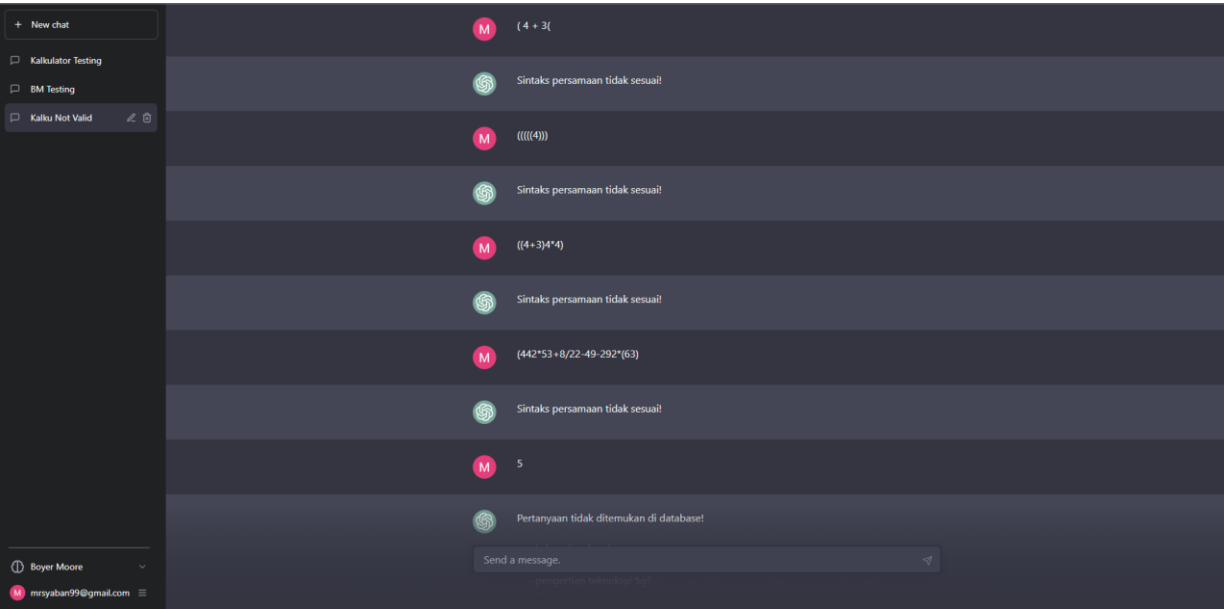 + New chat
Kalkulator Testing
BM Testing
Kalku Not Valid
Boyer Moore
M mrsyaban99@gmail.com
M ( 4 + 3(
Sintaks persamaan tidak sesuai!
M (((((4)))
Sintaks persamaan tidak sesuai!
M ((4+3)4*4)
Sintaks persamaan tidak sesuai!
M (442*53+8/22-49-292*(63)
Sintaks persamaan tidak sesuai!
M 5
Pertanyaan tidak ditemukan di database!
Send a message.